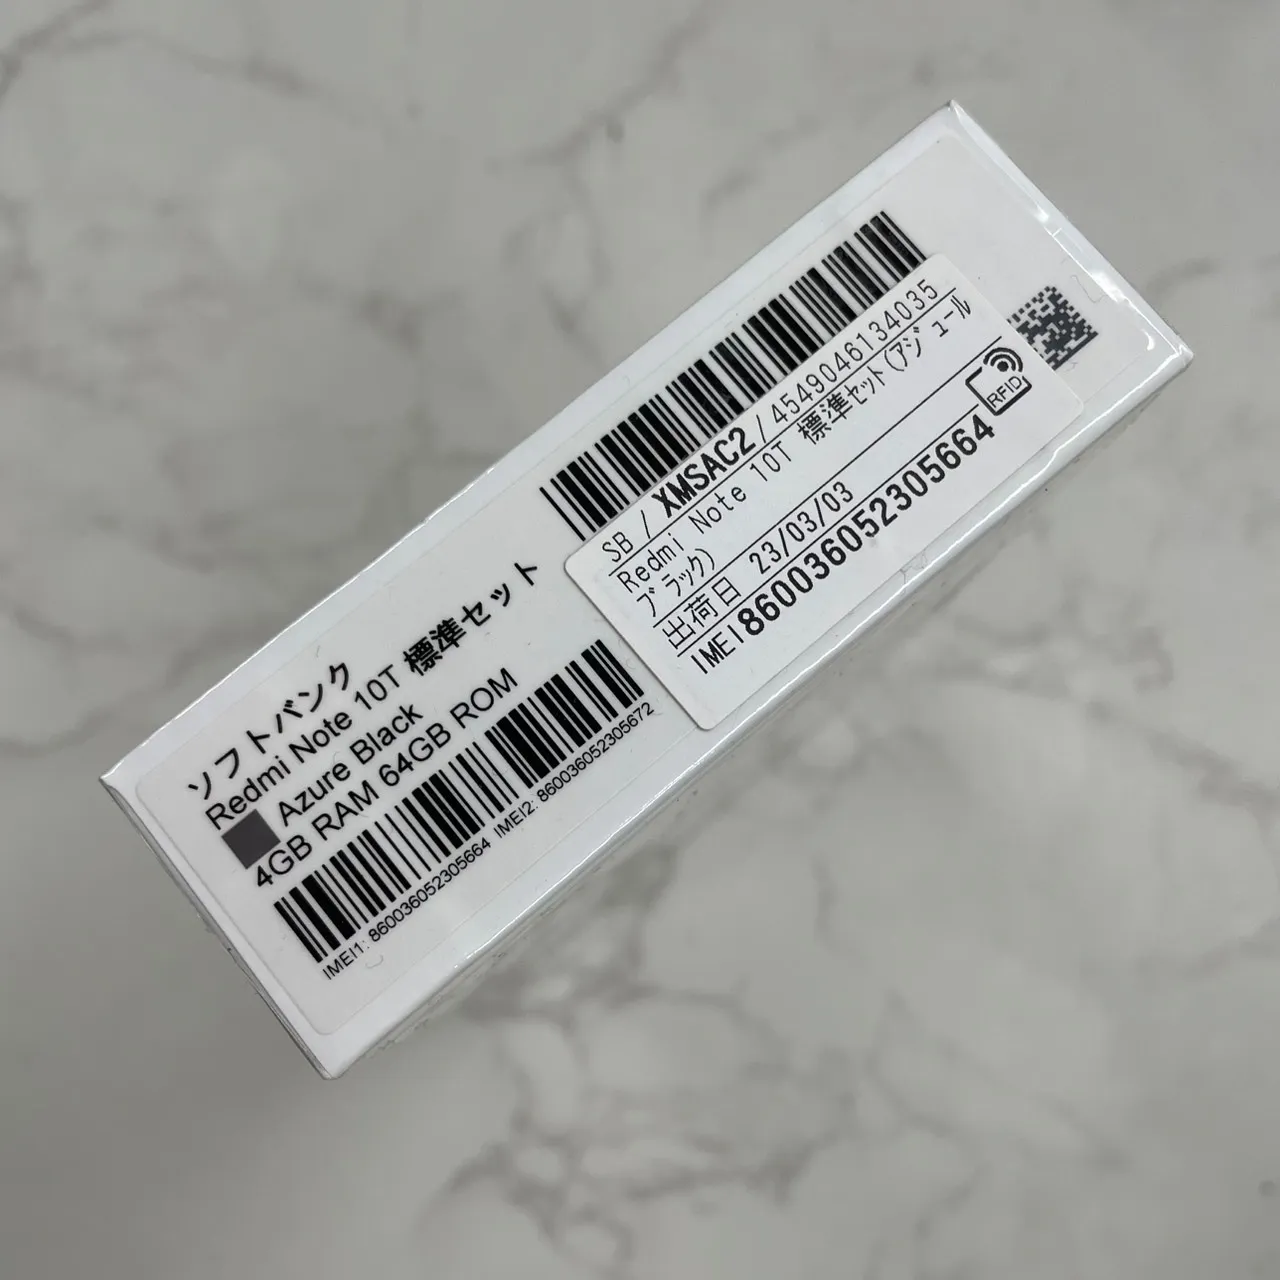 ソフトバンク
Redmi Note 10T 標準セット
Azure Black
4GB RAM 64GB ROM
IMEI1: 860036052305664 IMEI2: 860036052305672
SB / XMSAC2 / 4549046134035
Redmi Note 10T 標準ｾｯﾄ(ｱｼﾞｭｰﾙ
ﾌﾞﾗｯｸ)
出荷日 23/03/03
IMEI 860036052305664
RFID